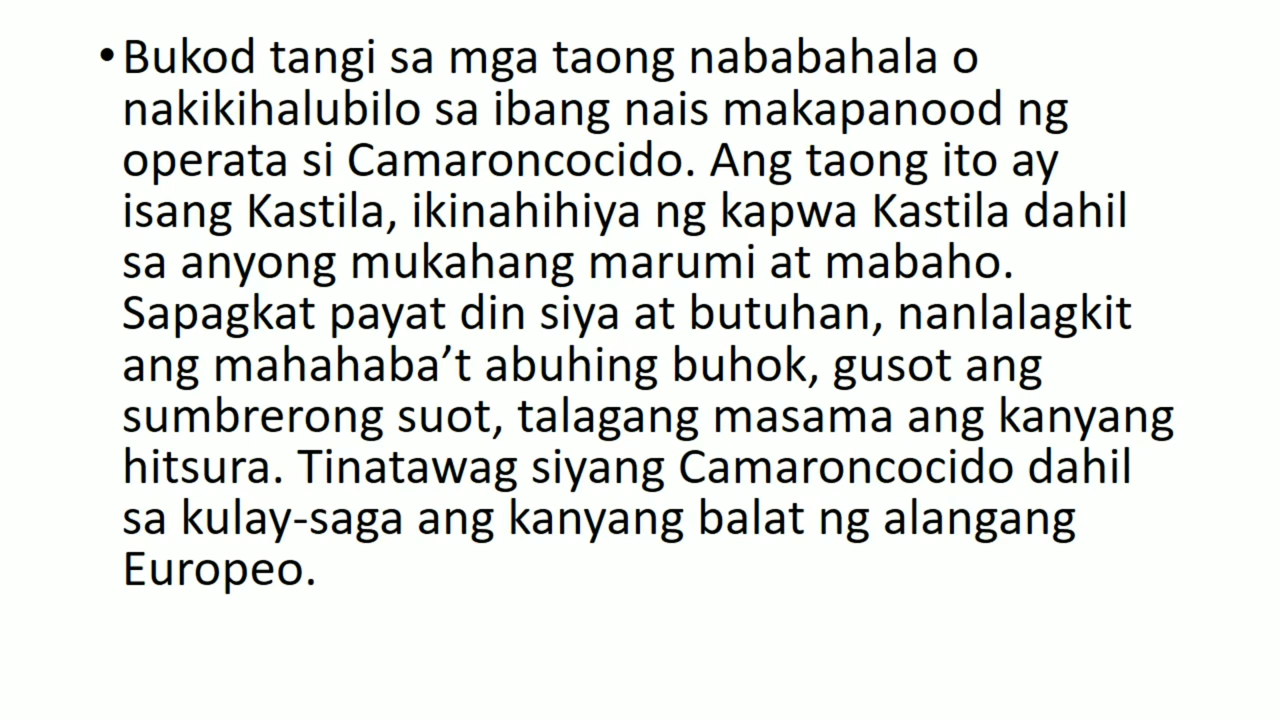 •Bukod tangi sa mga taong nababahala o
nakikihalubilo sa ibang nais makapanood ng
operata si Camaroncocido. Ang taong ito ay
isang Kastila, ikinahihiya ng kapwa Kastila dahil
sa anyong mukahang marumi at mabaho.
Sapagkat payat din siya at butuhan, nanlalagkit
ang mahahaba’t abuhing buhok, gusot ang
sumbrerong suot, talagang masama ang kanyang
hitsura. Tinatawag siyang Camaroncocido dahil
sa kulay-saga ang kanyang balat ng alangang
Europeo.